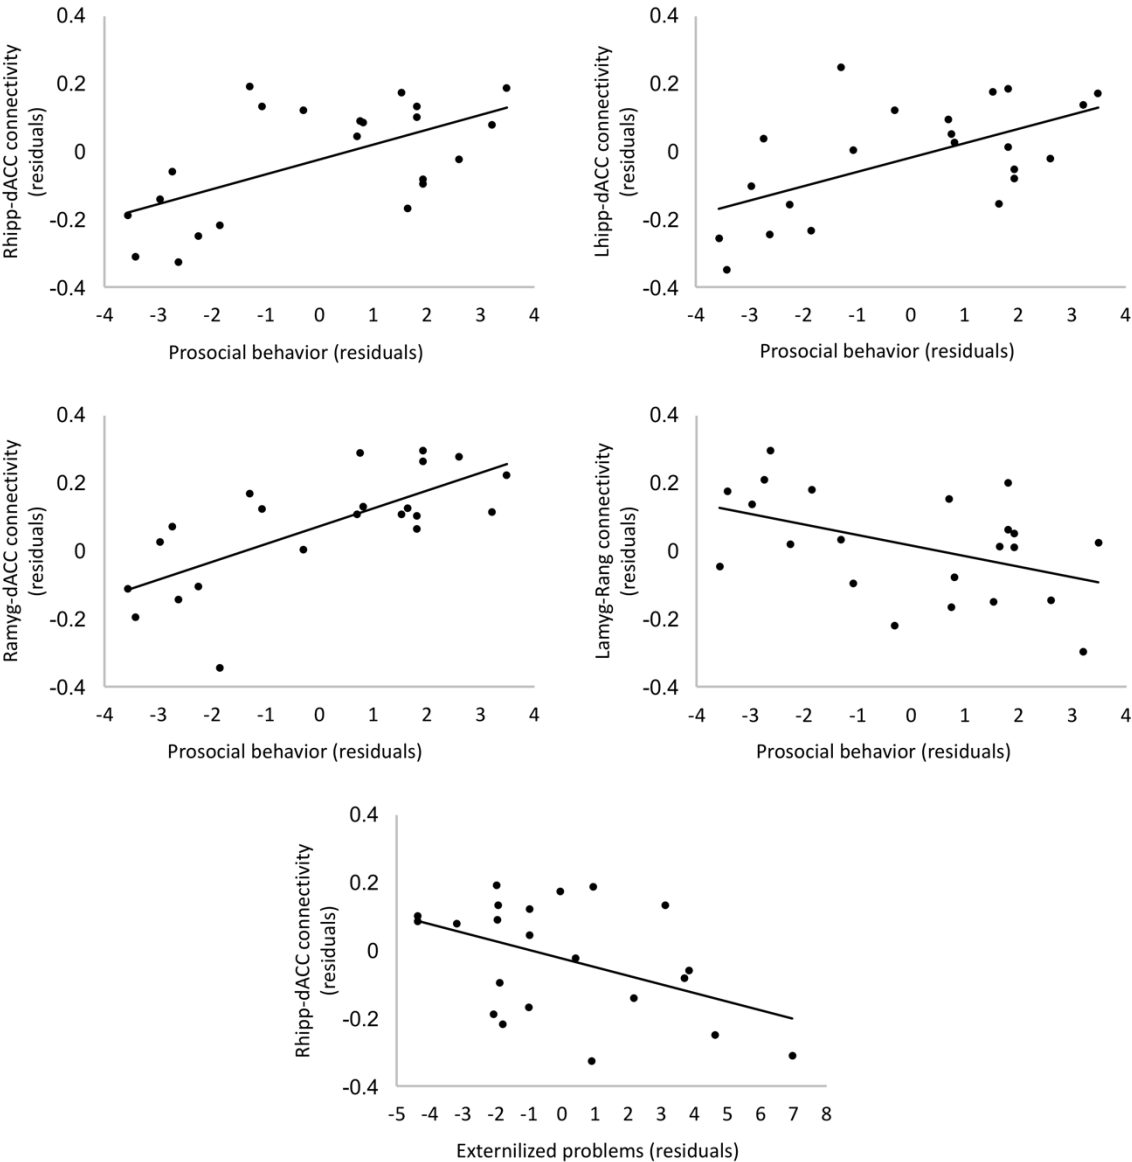 Rhipp-dACC connectivity
(residuals)
0.4
0.2
0
-0.2
-0.4
-4 -3 -2 -1 0 1 2 3 4
Prosocial behavior (residuals)
Lhipp-dACC connectivity
(residuals)
0.4
0.2
0
-0.2
-0.4
-4 -3 -2 -1 0 1 2 3 4
Prosocial behavior (residuals)
Ramyg-dACC connectivity
(residuals)
0.4
0.2
0
-0.2
-0.4
-4 -3 -2 -1 0 1 2 3 4
Prosocial behavior (residuals)
Lamyg-Rang connectivity
(residuals)
0.4
0.2
0
-0.2
-0.4
-4 -3 -2 -1 0 1 2 3 4
Prosocial behavior (residuals)
Rhipp-dACC connectivity
(residuals)
0.4
0.2
0
-0.2
-0.4
-5 -4 -3 -2 -1 0 1 2 3 4 5 6 7 8
Externilized problems (residuals)